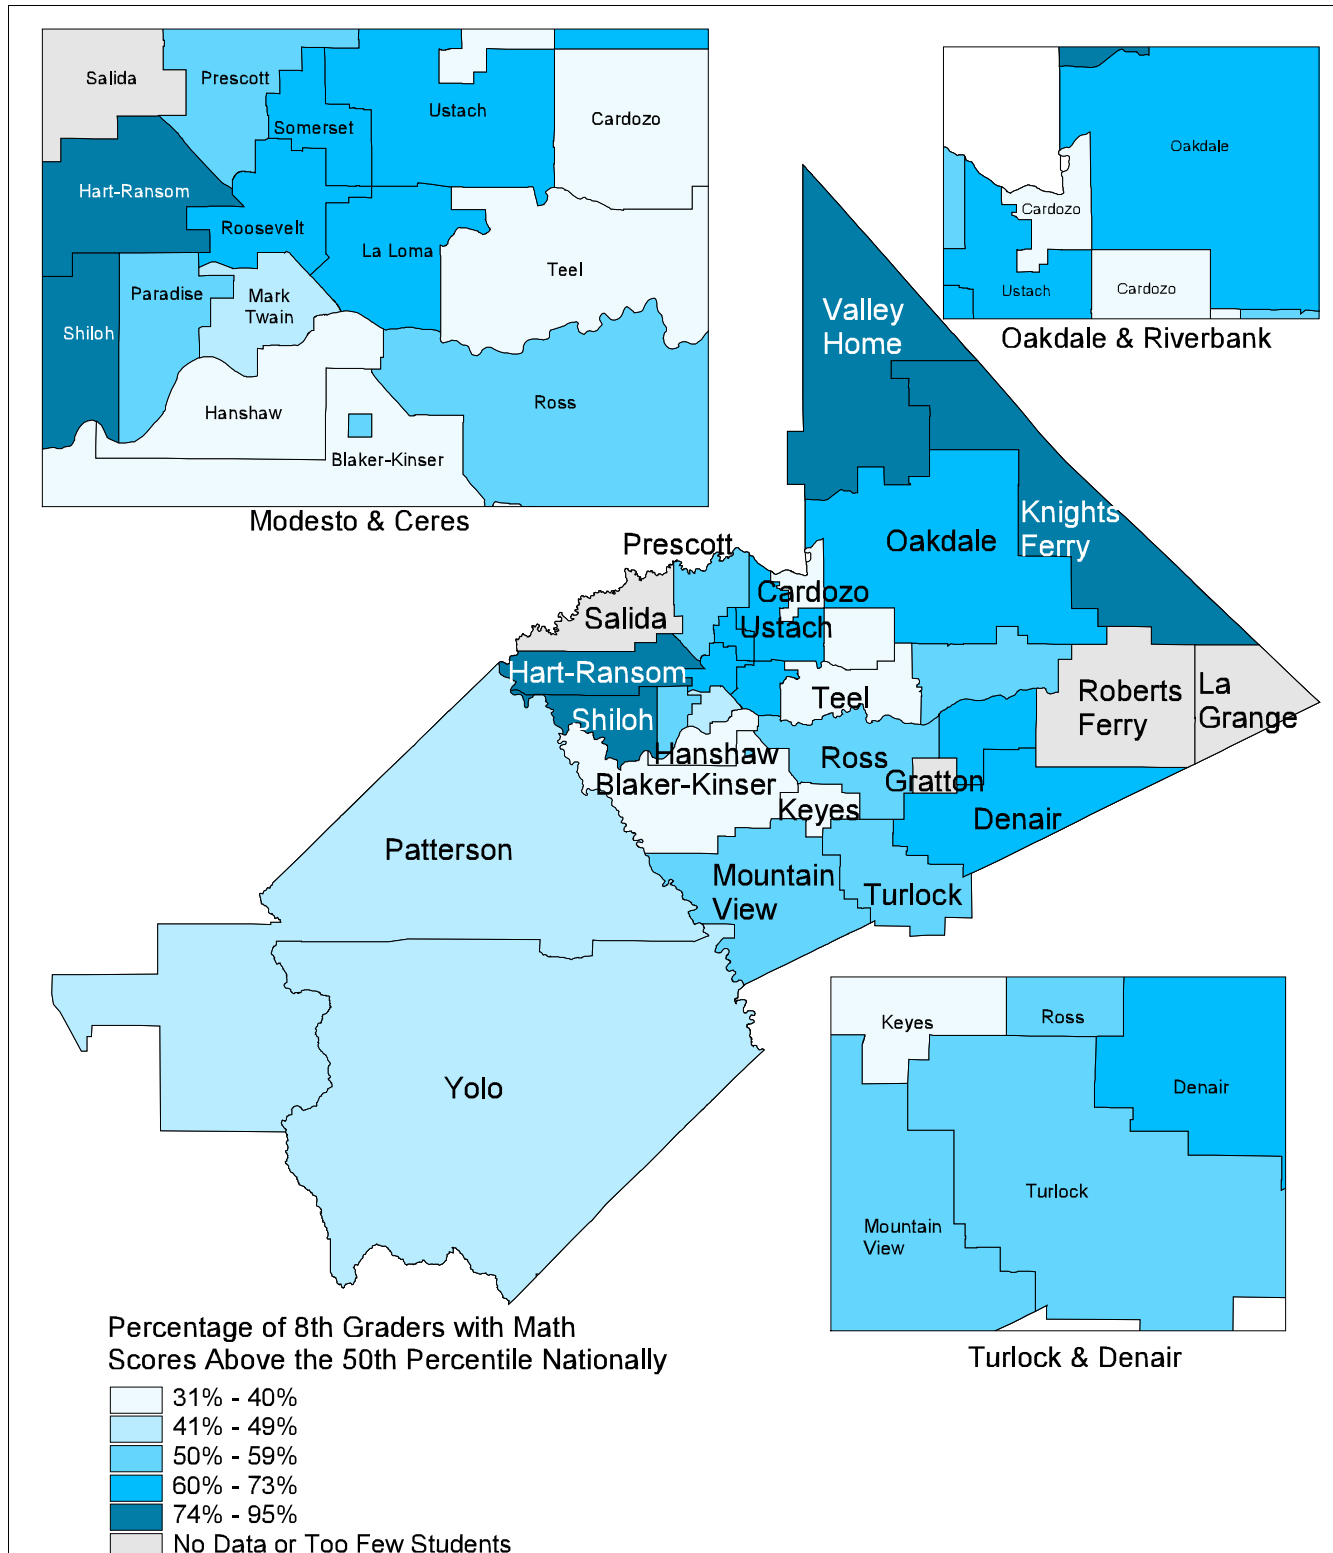 Salida
Prescott
Somerset
Ustach
Cardozo
Hart-Ransom
Roosevelt
La Loma
Teel
Shiloh
Paradise
Mark
Twain
Hanshaw
Ross
Blaker-Kinser
Modesto & Ceres
Oakdale
Cardozo
Ustach
Cardozo
Oakdale & Riverbank
Valley
Home
Knights
Ferry
Oakdale
Prescott
Cardozo
Salida
Ustach
Hart-Ransom
Teel
Roberts
Ferry
La
Grange
Shiloh
Hanshaw
Ross
Blaker-Kinser
Gratton
Keyes
Denair
Patterson
Mountain
View
Turlock
Yolo
Keyes
Ross
Denair
Turlock
Mountain
View
Turlock & Denair
Percentage of 8th Graders with Math
Scores Above the 50th Percentile Nationally
31% - 40%
41% - 49%
50% - 59%
60% - 73%
74% - 95%
No Data or Too Few Students